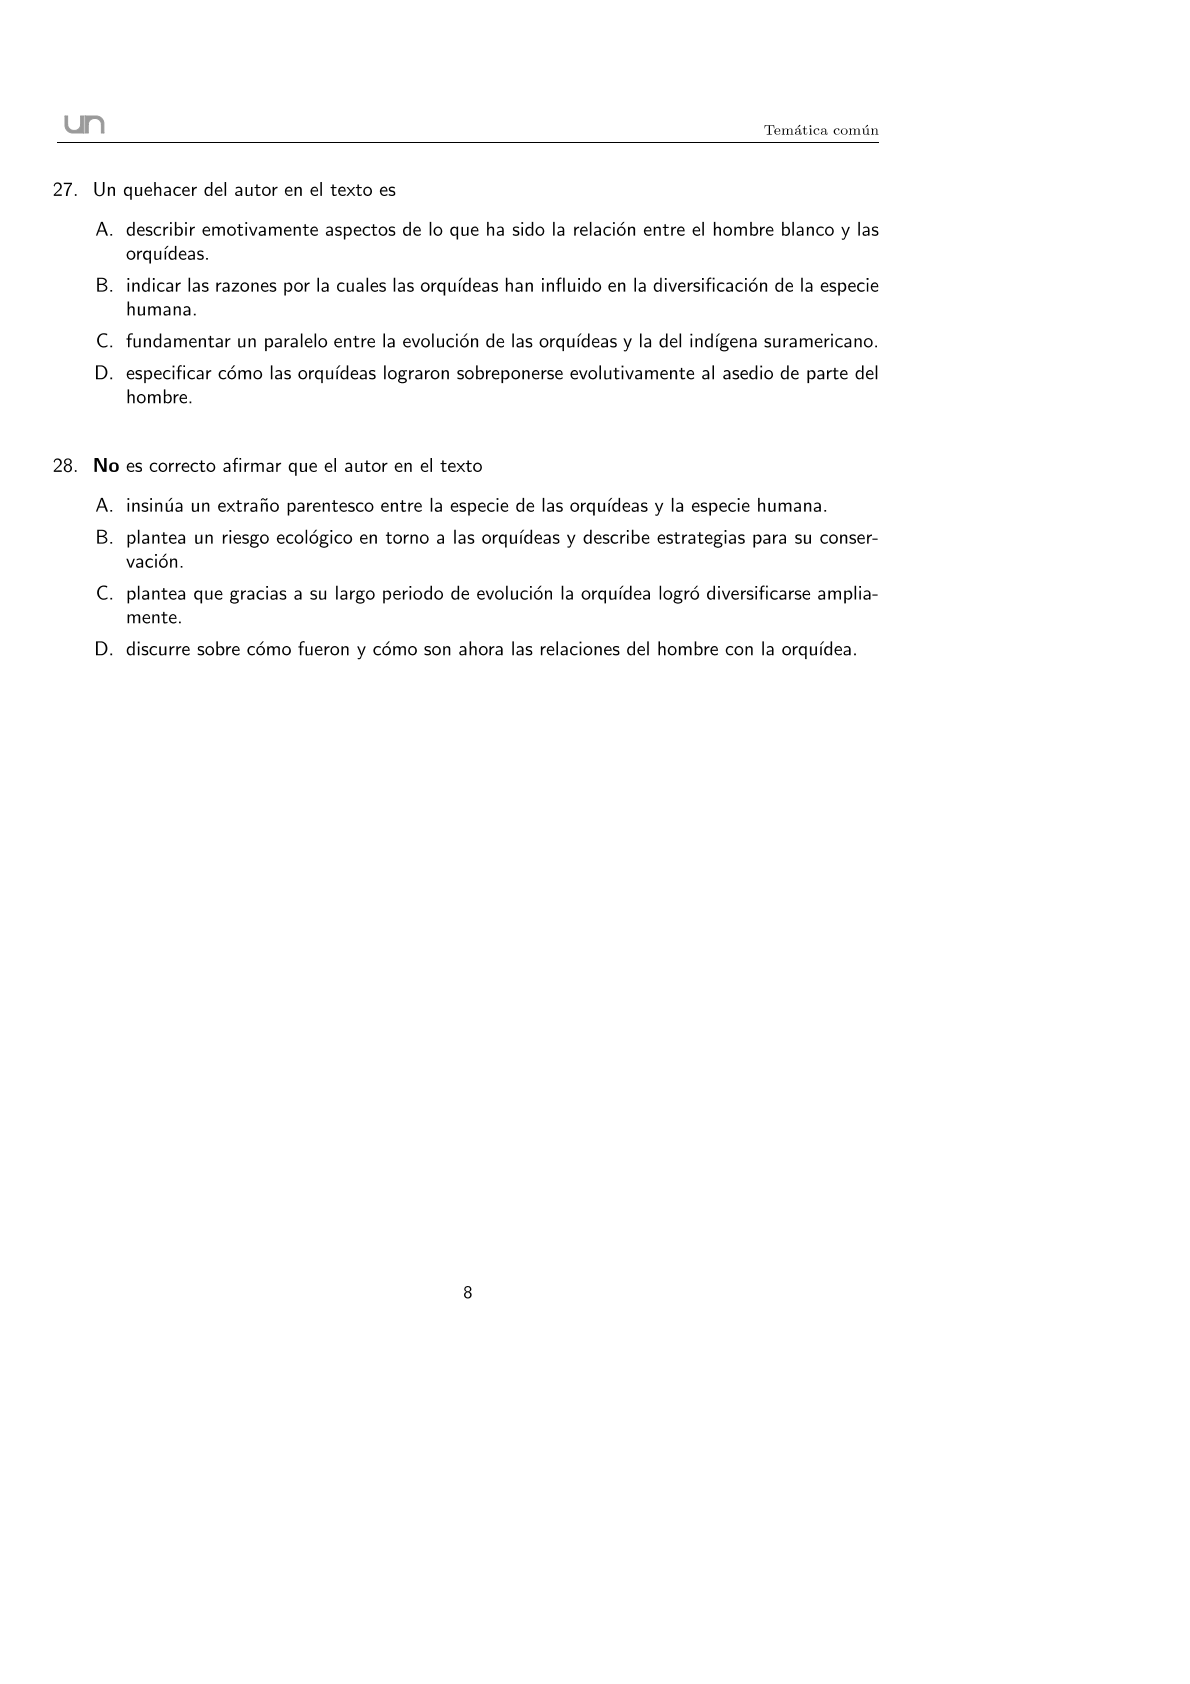 un
Temática común
27. Un quehacer del autor en el texto es
A. describir emotivamente aspectos de lo que ha sido la relación entre el hombre blanco y las
orquídeas.
B. indicar las razones por la cuales las orquídeas han influido en la diversificación de la especie
humana.
C. fundamentar un paralelo entre la evolución de las orquídeas y la del indígena suramericano.
D. especificar cómo las orquídeas lograron sobreponerse evolutivamente al asedio de parte del
hombre.
28. No es correcto afirmar que el autor en el texto
A. insinúa un extraño parentesco entre la especie de las orquídeas y la especie humana.
B. plantea un riesgo ecológico en torno a las orquídeas y describe estrategias para su conser-
vación.
C. plantea que gracias a su largo periodo de evolución la orquídea logró diversificarse amplia-
mente.
D. discurre sobre cómo fueron y cómo son ahora las relaciones del hombre con la orquídea.
8